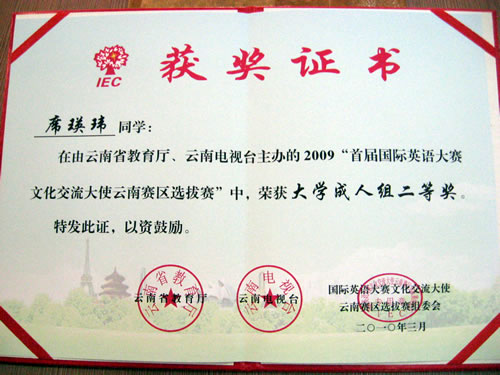 IEC
获奖证书
席瑛玮 同学：
在由云南省教育厅、云南电视台主办的 2009 “首届国际英语大赛
文化交流大使云南赛区选拔赛” 中，荣获 大学成人组二等奖。
特发此证，以资鼓励。
云南省教育厅 云南电视台
国际英语大赛文化交流大使
云南赛区选拔赛组委会
二〇一〇年三月